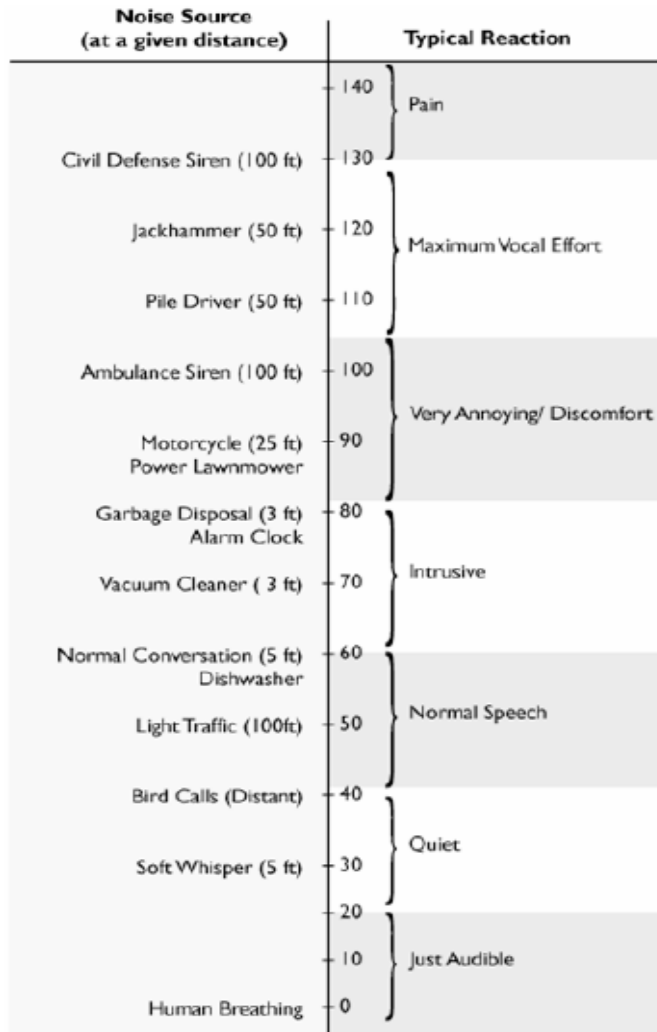 Noise Source
(at a given distance)
Typical Reaction
140
Pain
Civil Defense Siren (100 ft)
130
Jackhammer (50 ft)
120
Maximum Vocal Effort
Pile Driver (50 ft)
110
Ambulance Siren (100 ft)
100
Very Annoying/ Discomfort
Motorcycle (25 ft)
90
Power Lawnmower
Garbage Disposal (3 ft)
80
Alarm Clock
Vacuum Cleaner ( 3 ft)
70
Intrusive
Normal Conversation (5 ft)
60
Dishwasher
Light Traffic (100ft)
50
Normal Speech
Bird Calls (Distant)
40
Quiet
Soft Whisper (5 ft)
30
20
10
Just Audible
Human Breathing
0